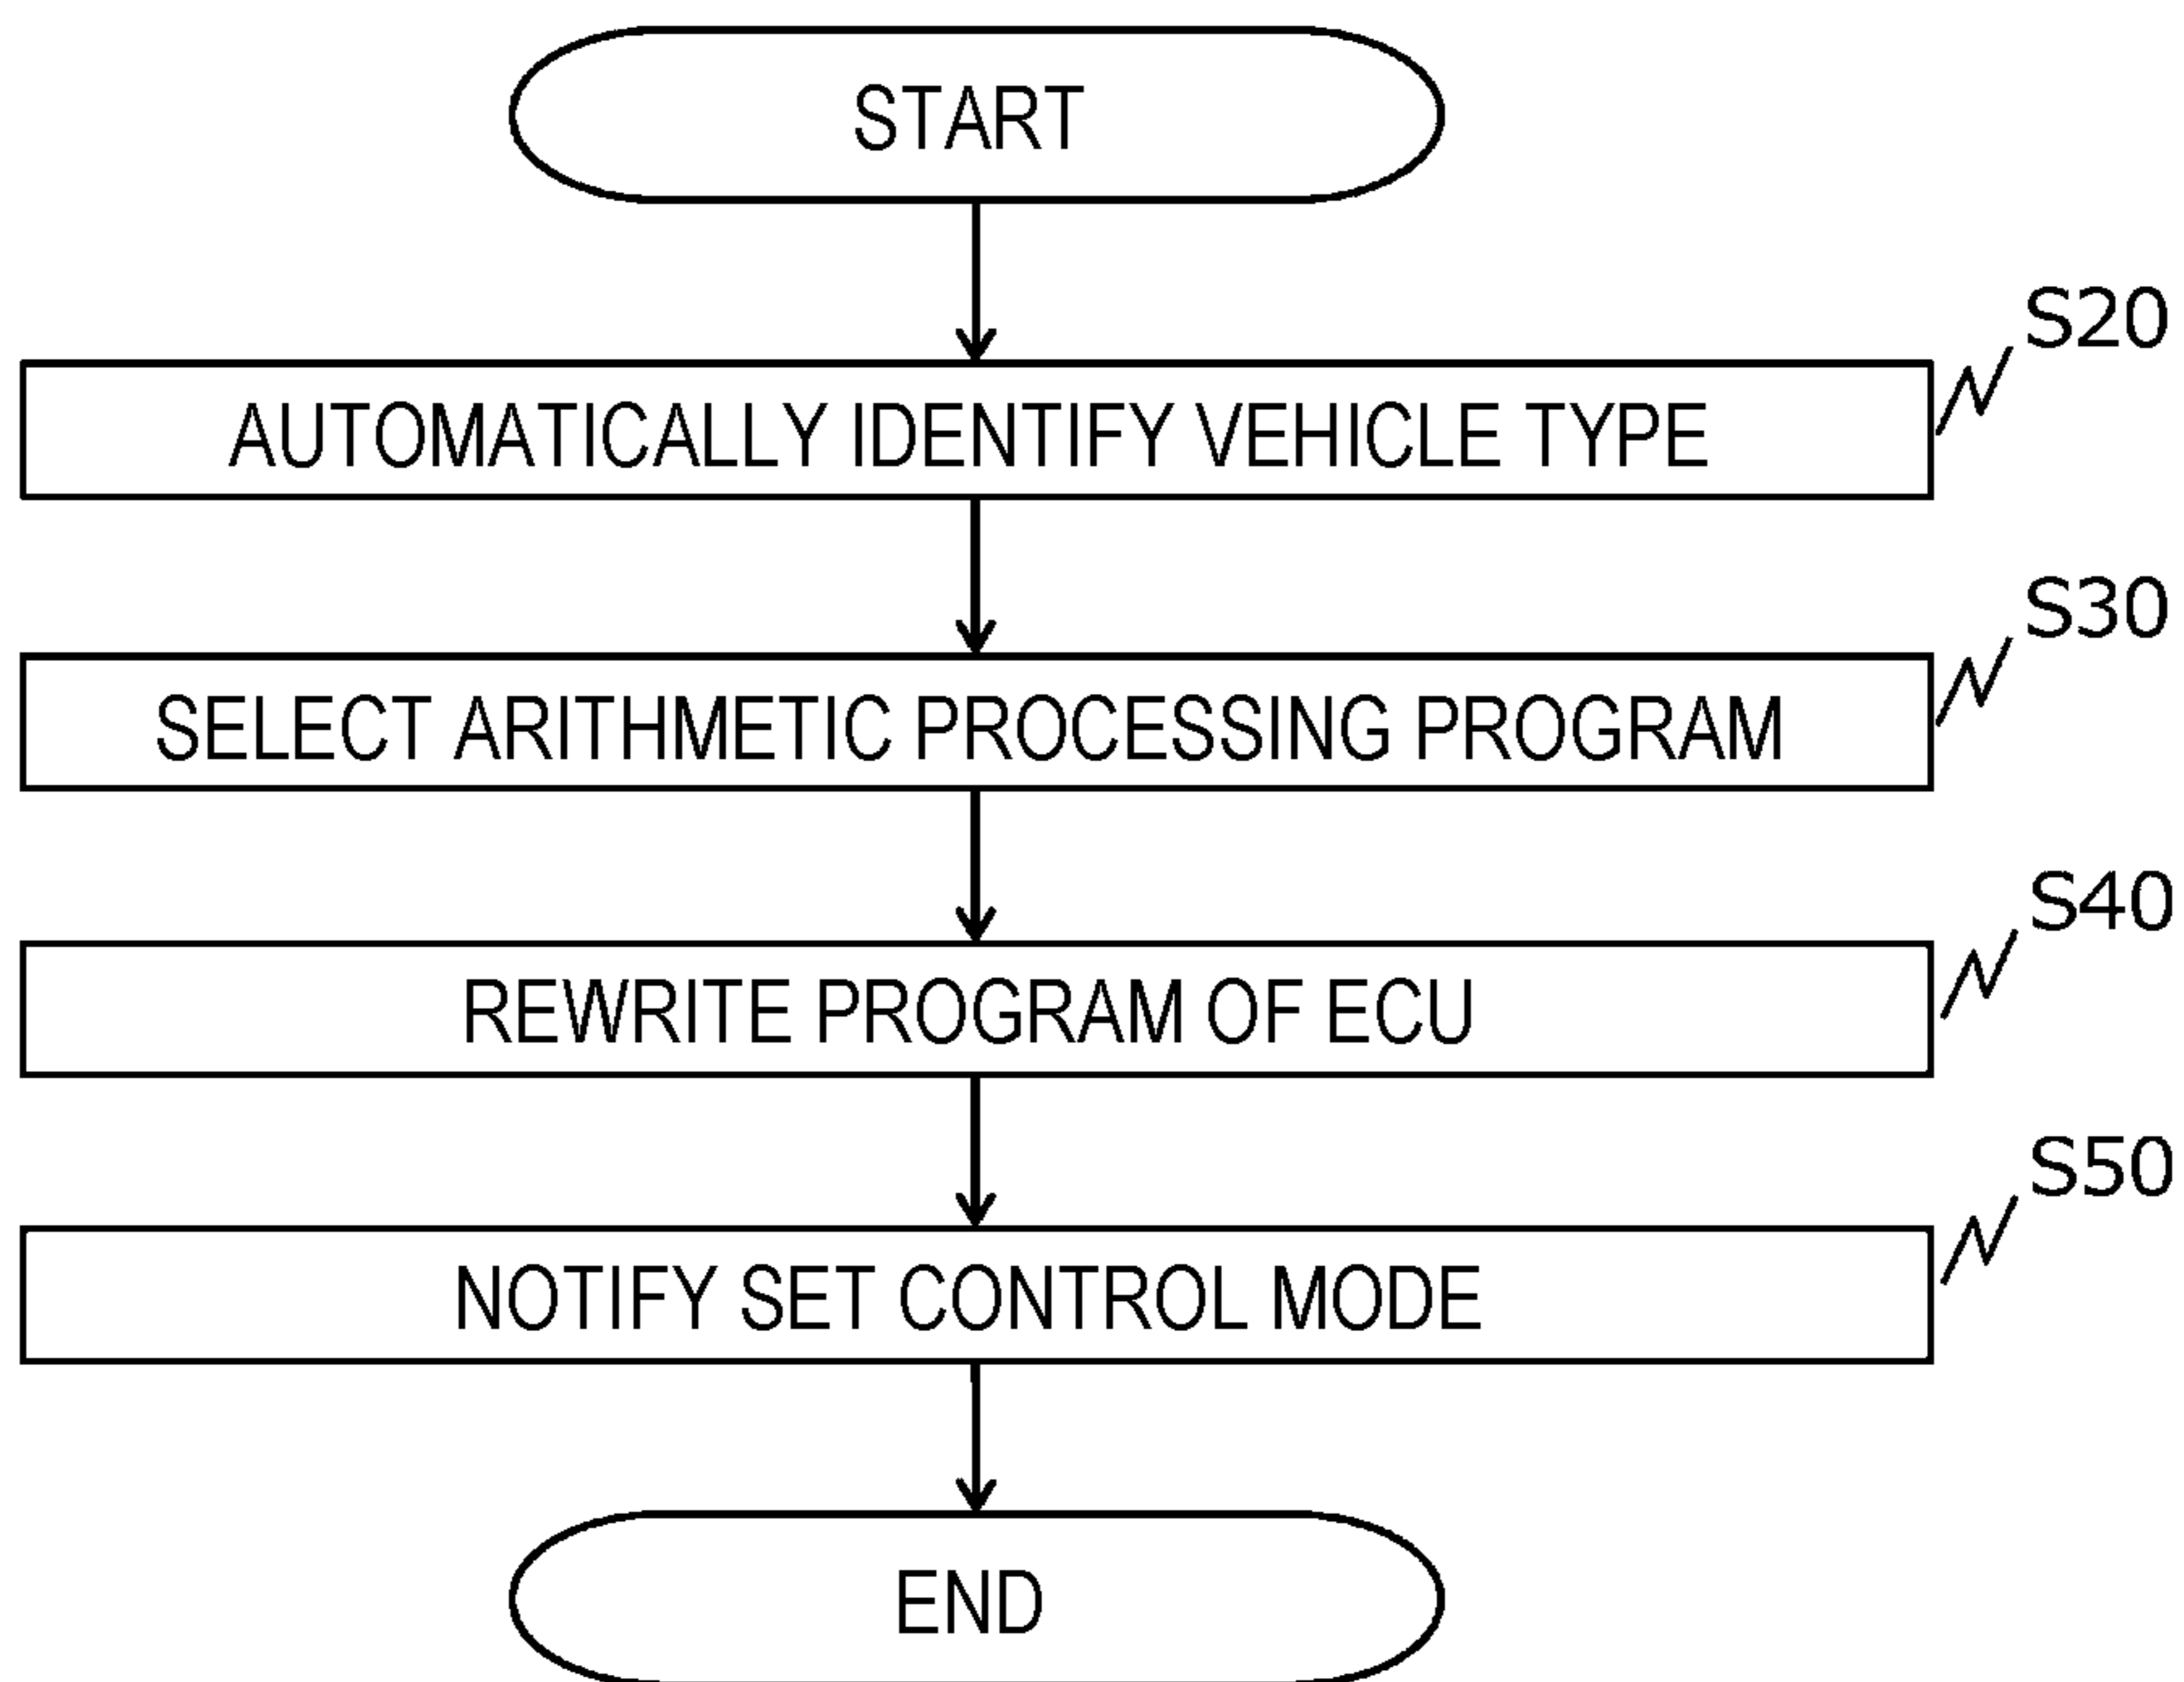 START
S20
AUTOMATICALLY IDENTIFY VEHICLE TYPE
S30
SELECT ARITHMETIC PROCESSING PROGRAM
S40
REWRITE PROGRAM OF ECU
S50
NOTIFY SET CONTROL MODE
END